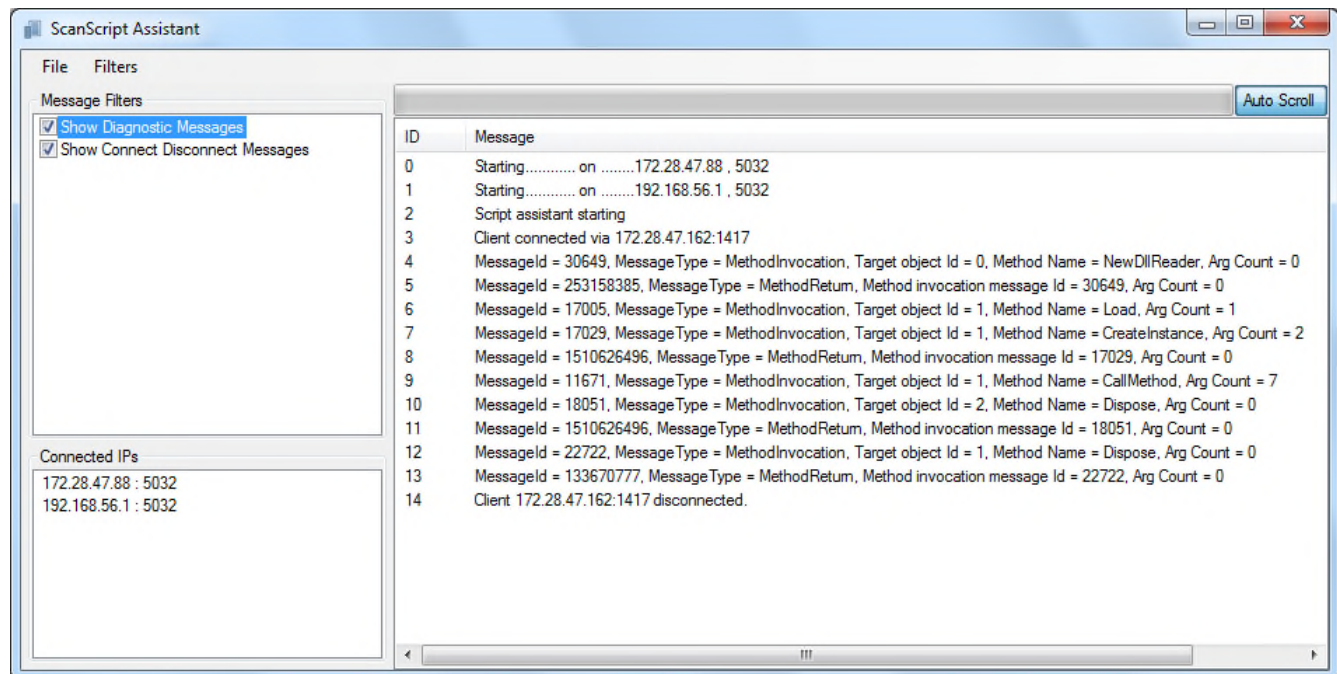 ScanScript Assistant
File Filters
Message Filters
Show Diagnostic Messages
Show Connect Disconnect Messages
Connected IPs
172.28.47.88 : 5032
192.168.56.1 : 5032
Auto Scroll
ID Message
0 Starting............ on ........172.28.47.88 , 5032
1 Starting............ on ........192.168.56.1 , 5032
2 Script assistant starting
3 Client connected via 172.28.47.162:1417
4 MessageId = 30649, MessageType = MethodInvocation, Target object Id = 0, Method Name = NewDllReader, Arg Count = 0
5 MessageId = 253158385, MessageType = MethodReturn, Method invocation message Id = 30649, Arg Count = 0
6 MessageId = 17005, MessageType = MethodInvocation, Target object Id = 1, Method Name = Load, Arg Count = 1
7 MessageId = 17029, MessageType = MethodInvocation, Target object Id = 1, Method Name = CreateInstance, Arg Count = 2
8 MessageId = 1510626496, MessageType = MethodReturn, Method invocation message Id = 17029, Arg Count = 0
9 MessageId = 11671, MessageType = MethodInvocation, Target object Id = 1, Method Name = CallMethod, Arg Count = 7
10 MessageId = 18051, MessageType = MethodInvocation, Target object Id = 2, Method Name = Dispose, Arg Count = 0
11 MessageId = 1510626496, MessageType = MethodReturn, Method invocation message Id = 18051, Arg Count = 0
12 MessageId = 22722, MessageType = MethodInvocation, Target object Id = 1, Method Name = Dispose, Arg Count = 0
13 MessageId = 133670777, MessageType = MethodReturn, Method invocation message Id = 22722, Arg Count = 0
14 Client 172.28.47.162:1417 disconnected.